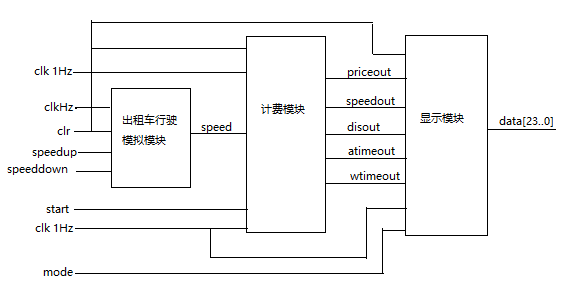 clk 1Hz
clkHz
clr
speedup
speeddown
start
clk 1Hz
mode
出租车行驶
模拟模块
speed
计费模块
priceout
speedout
disout
atimeout
wtimeout
显示模块
data[23..0]